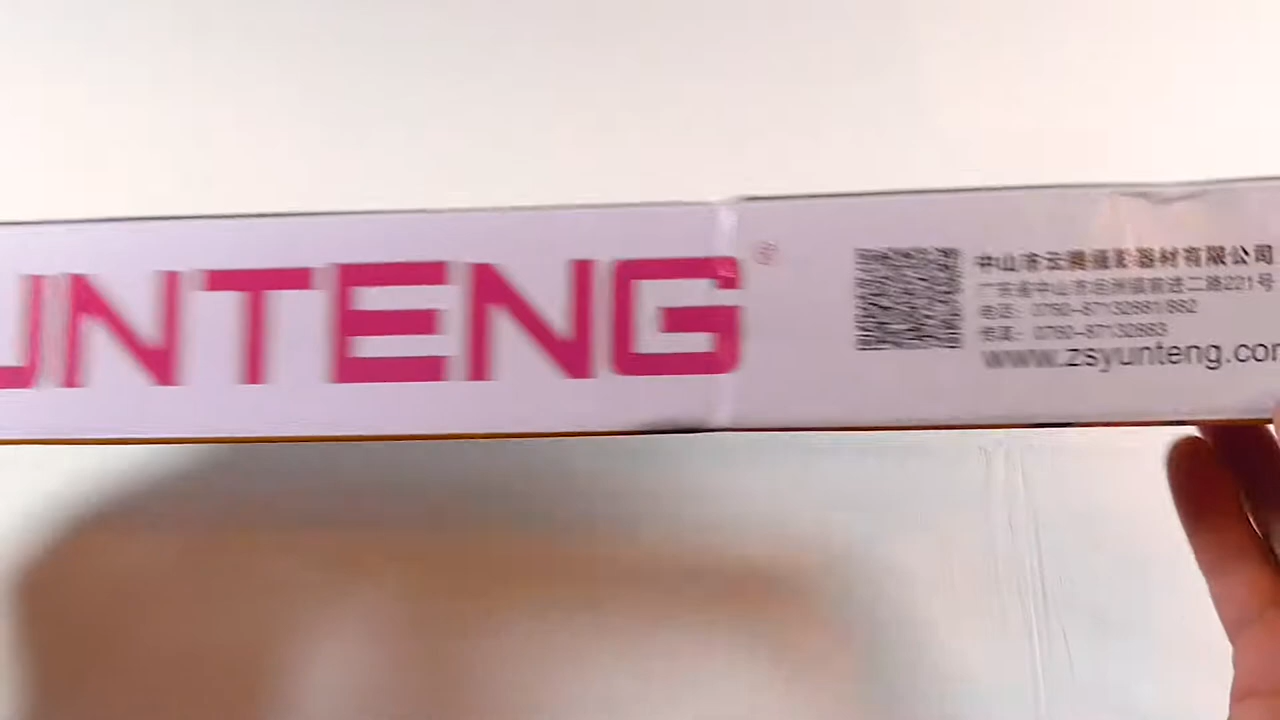 UNTENG®
中山市云腾摄影器材有限公司
广东省中山市 镇前进二路221号
电话: 0760-87132881/882
传真: 0760-87132883
www.zsyunteng.com